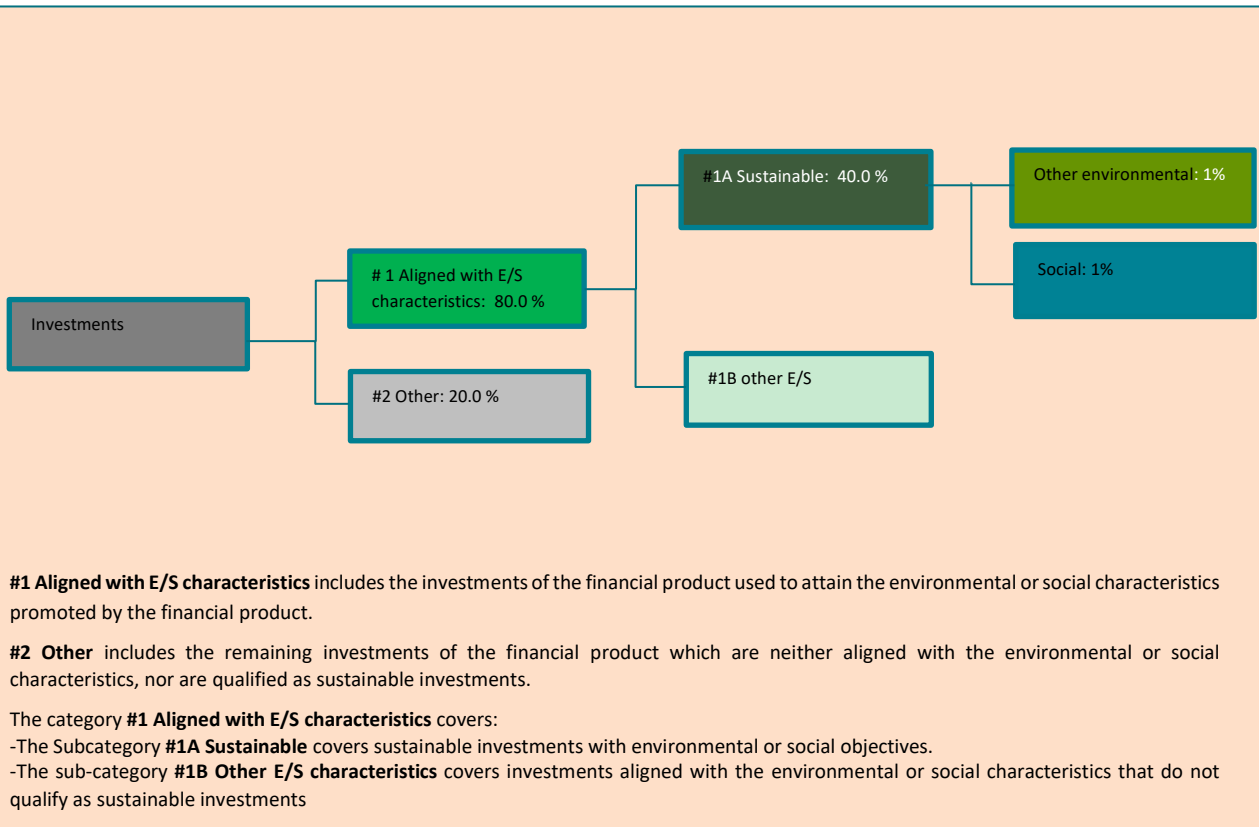 #1A Sustainable: 40.0 %
Other environmental: 1%
# 1 Aligned with E/S
characteristics: 80.0 %
Social: 1%
Investments
#2 Other: 20.0 %
#1B other E/S
#1 Aligned with E/S characteristics includes the investments of the financial product used to attain the environmental or social characteristics
promoted by the financial product.
#2 Other includes the remaining investments of the financial product which are neither aligned with the environmental or social
characteristics, nor are qualified as sustainable investments.
The category #1 Aligned with E/S characteristics covers:
-The Subcategory #1A Sustainable covers sustainable investments with environmental or social objectives.
-The sub-category #1B Other E/S characteristics covers investments aligned with the environmental or social characteristics that do not
qualify as sustainable investments